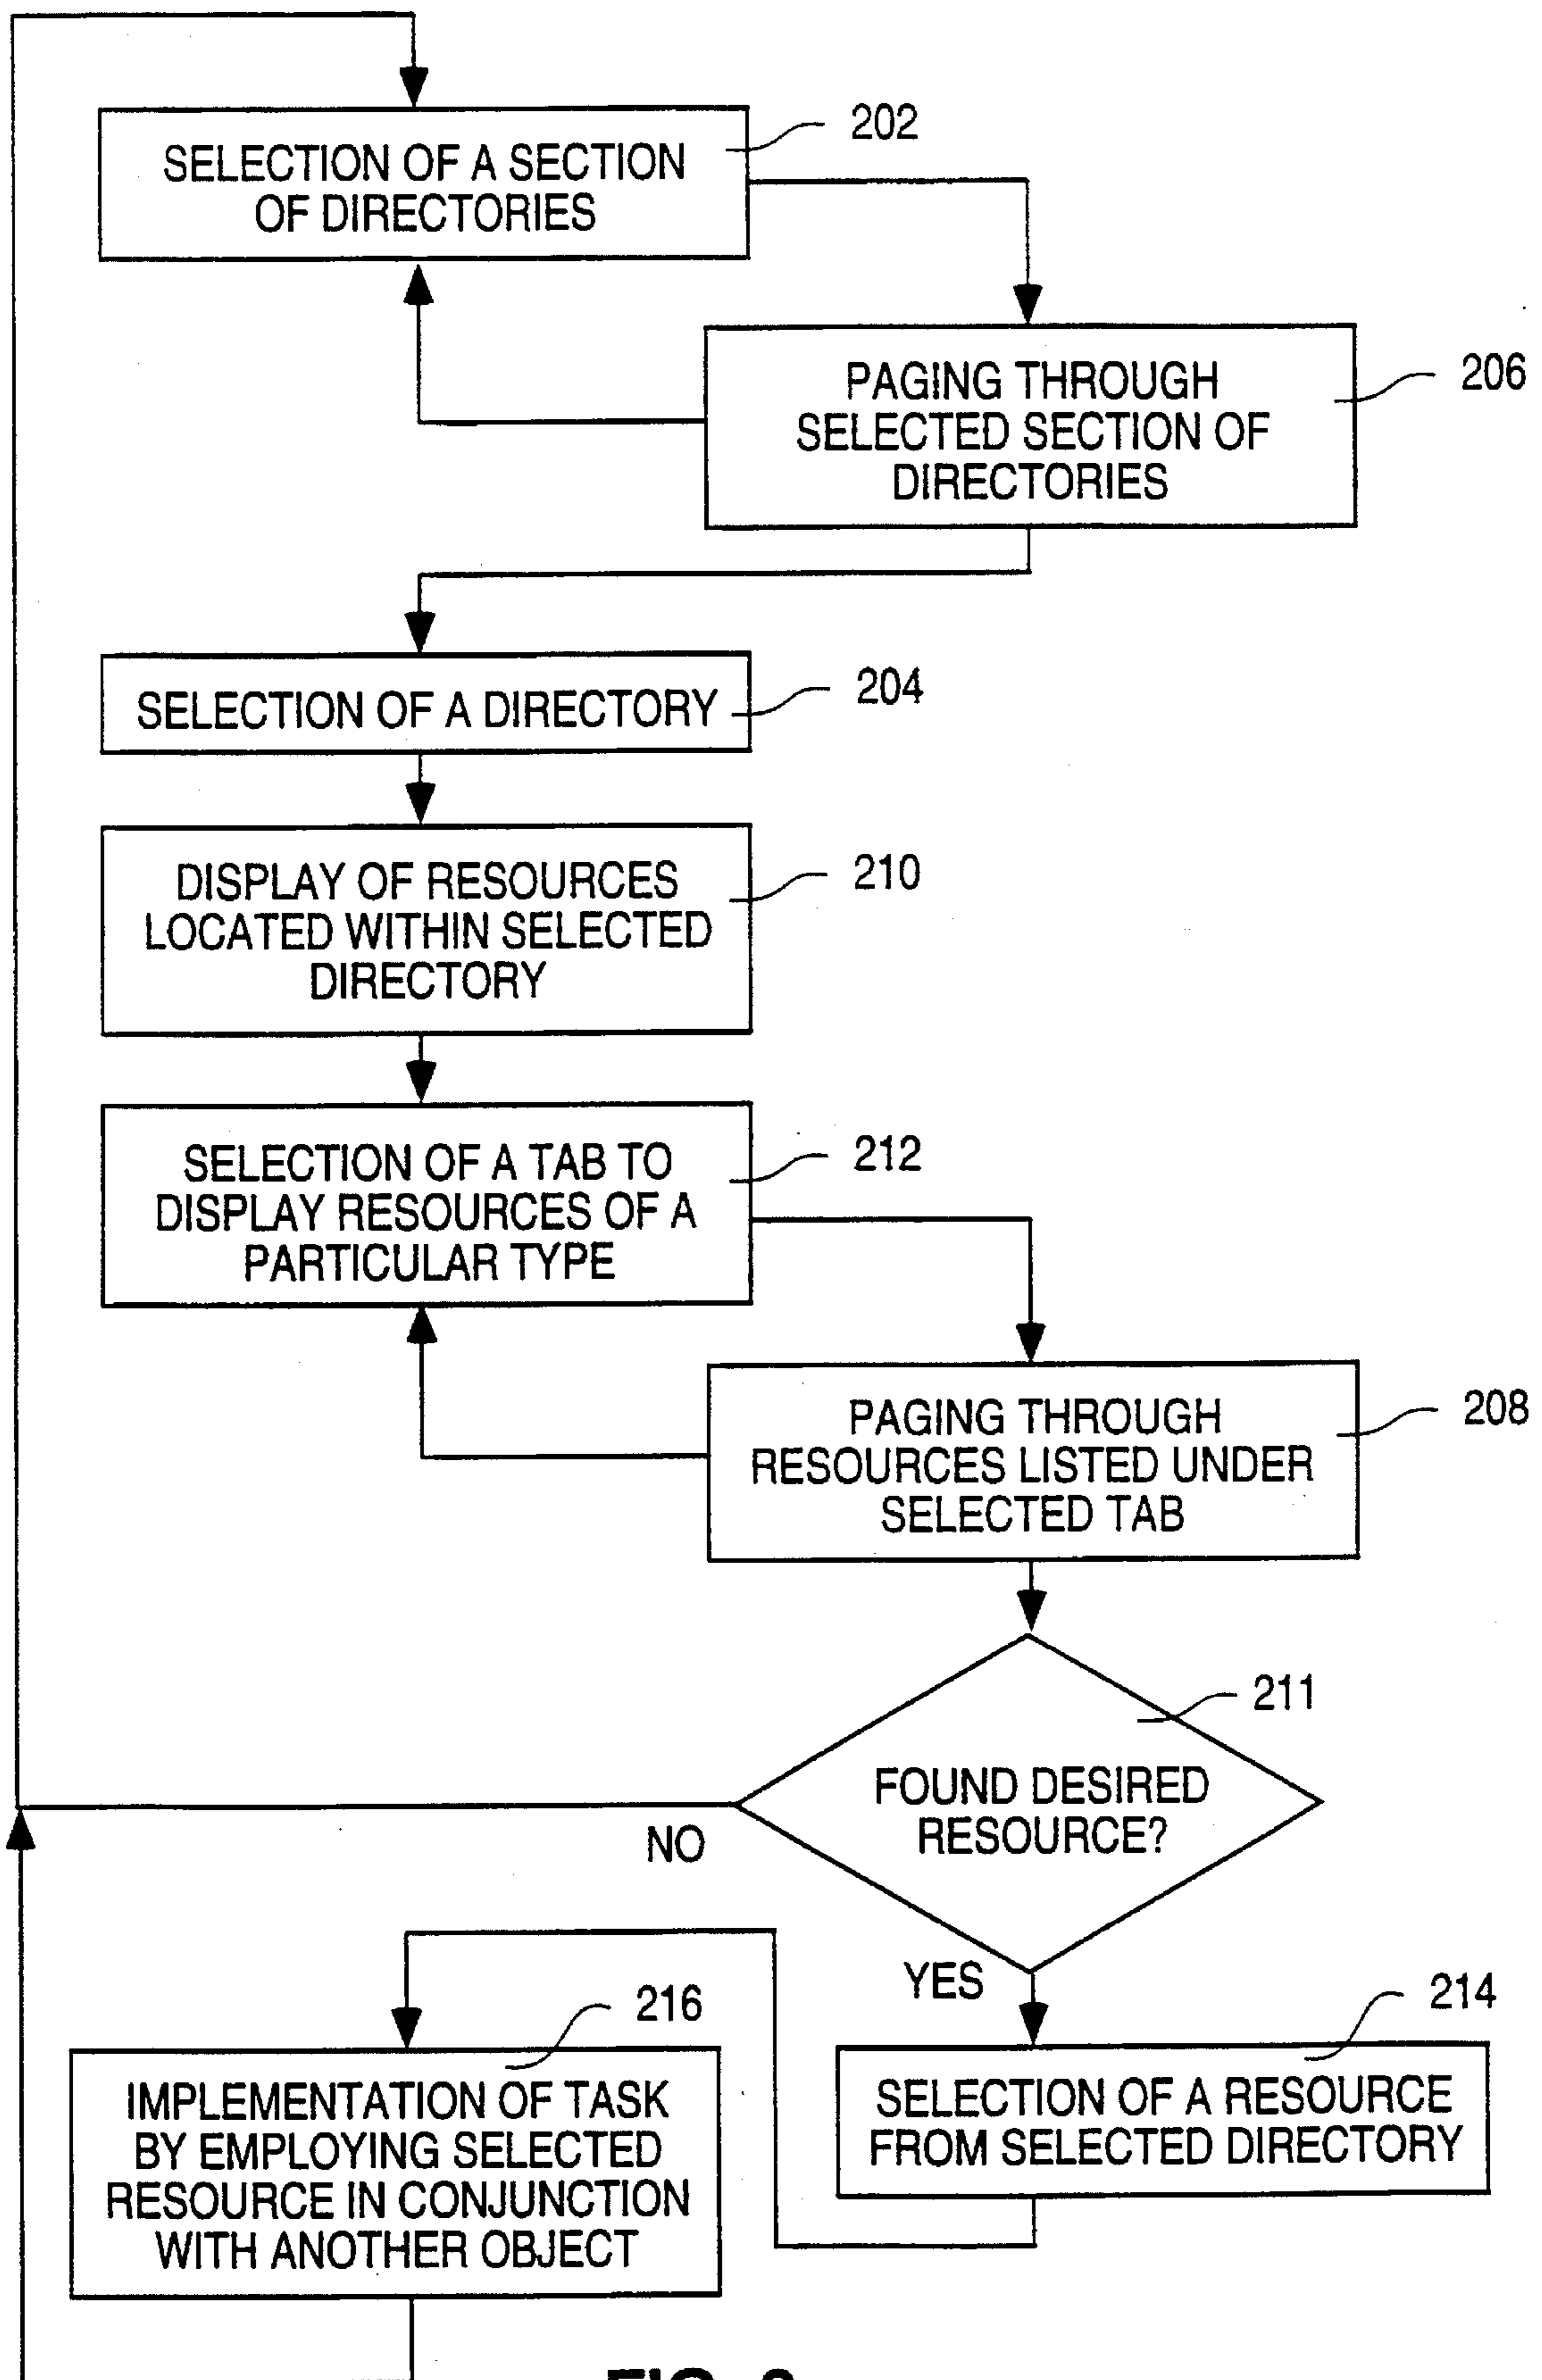 202
SELECTION OF A SECTION
OF DIRECTORIES
206
PAGING THROUGH
SELECTED SECTION OF
DIRECTORIES
204
SELECTION OF A DIRECTORY
210
DISPLAY OF RESOURCES
LOCATED WITHIN SELECTED
DIRECTORY
212
SELECTION OF A TAB TO
DISPLAY RESOURCES OF A
PARTICULAR TYPE
208
PAGING THROUGH
RESOURCES LISTED UNDER
SELECTED TAB
211
FOUND DESIRED
RESOURCE?
NO
YES
216
IMPLEMENTATION OF TASK
BY EMPLOYING SELECTED
RESOURCE IN CONJUNCTION
WITH ANOTHER OBJECT
214
SELECTION OF A RESOURCE
FROM SELECTED DIRECTORY
FIG.